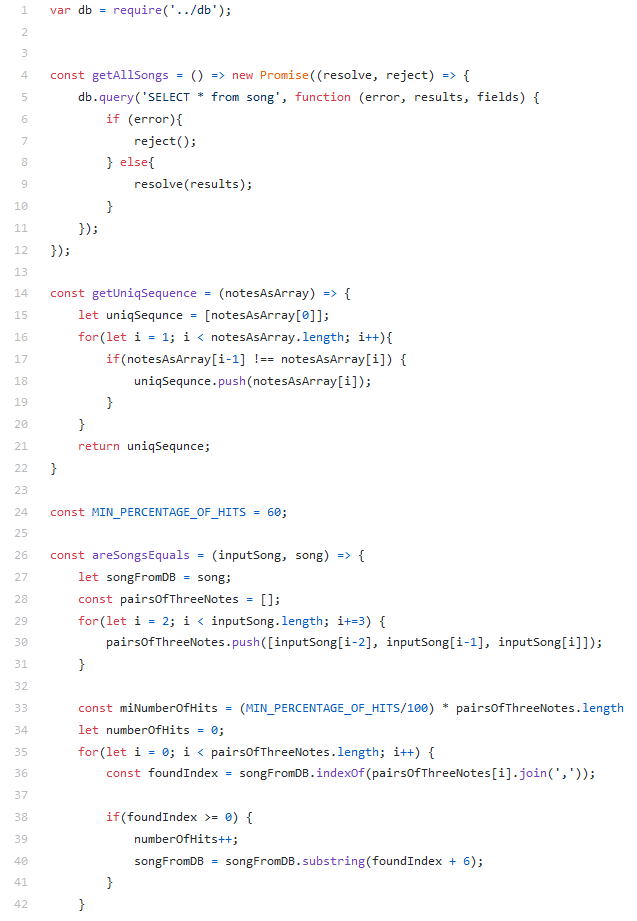 1 var db = require('../db');
2
3
4 const getAllSongs = () => new Promise((resolve, reject) => {
5     db.query('SELECT * from song', function (error, results, fields) {
6         if (error){
7             reject();
8         } else{
9             resolve(results);
10         }
11     });
12 });
13
14 const getUniqSequence = (notesAsArray) => {
15     let uniqSequnce = [notesAsArray[0]];
16     for(let i = 1; i < notesAsArray.length; i++){
17         if(notesAsArray[i-1] !== notesAsArray[i]) {
18             uniqSequnce.push(notesAsArray[i]);
19         }
20     }
21     return uniqSequnce;
22 }
23
24 const MIN_PERCENTAGE_OF_HITS = 60;
25
26 const areSongsEquals = (inputSong, song) => {
27     let songFromDB = song;
28     const pairsOfThreeNotes = [];
29     for(let i = 2; i < inputSong.length; i+=3) {
30         pairsOfThreeNotes.push([inputSong[i-2], inputSong[i-1], inputSong[i]]);
31     }
32
33     const miNumberOfHits = (MIN_PERCENTAGE_OF_HITS/100) * pairsOfThreeNotes.length
34     let numberOfHits = 0;
35     for(let i = 0; i < pairsOfThreeNotes.length; i++) {
36         const foundIndex = songFromDB.indexOf(pairsOfThreeNotes[i].join(','));
37
38         if(foundIndex >= 0) {
39             numberOfHits++;
40             songFromDB = songFromDB.substring(foundIndex + 6);
41         }
42     }